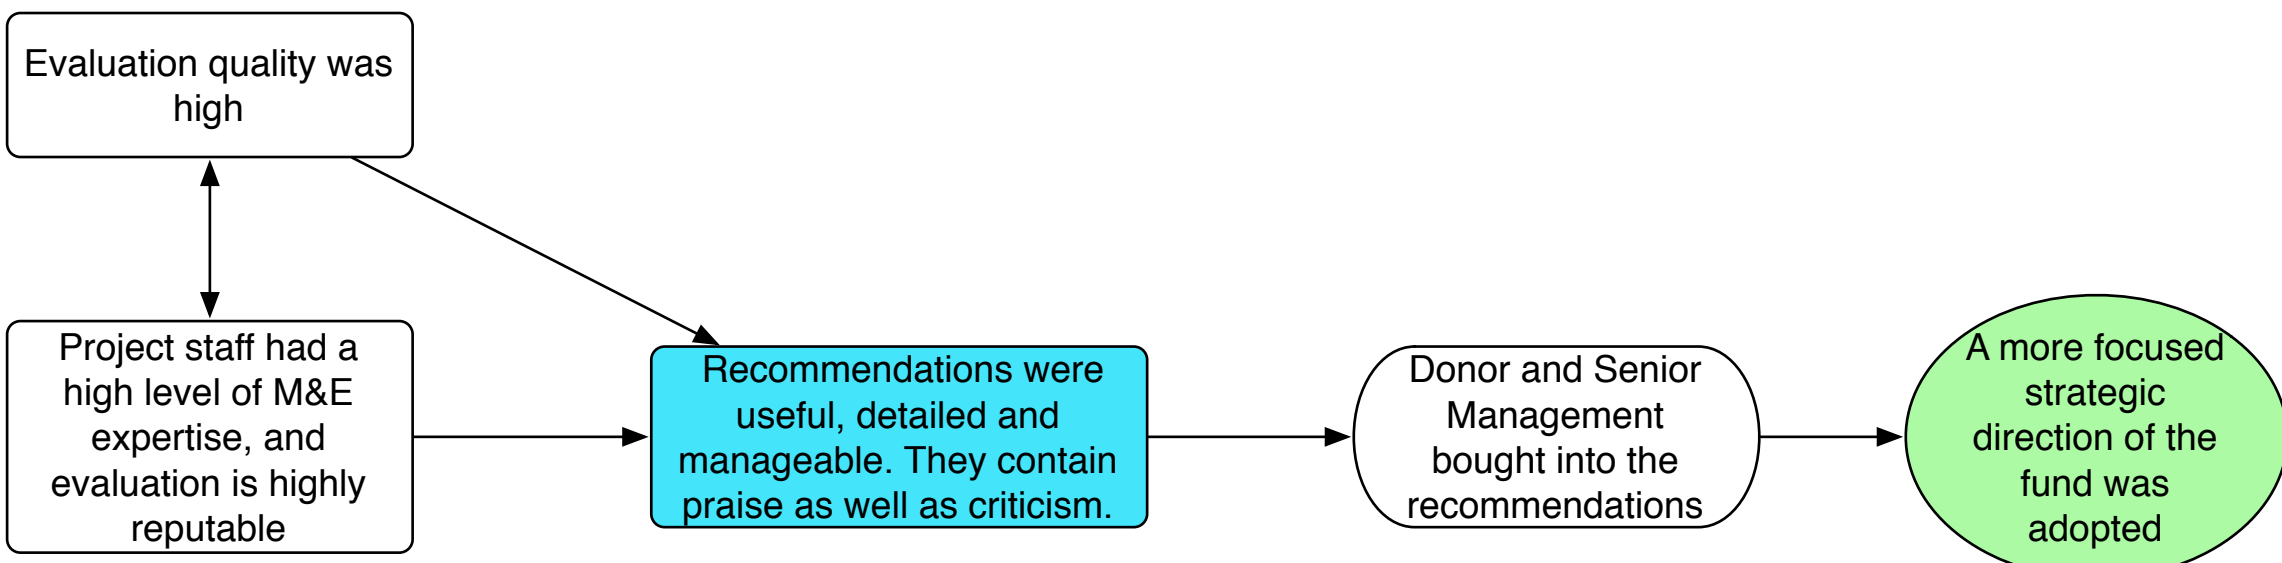 Evaluation quality was
high
Project staff had a
high level of M&E
expertise, and
evaluation is highly
reputable
Recommendations were
useful, detailed and
manageable. They contain
praise as well as criticism.
Donor and Senior
Management
bought into the
recommendations
A more focused
strategic
direction of the
fund was
adopted